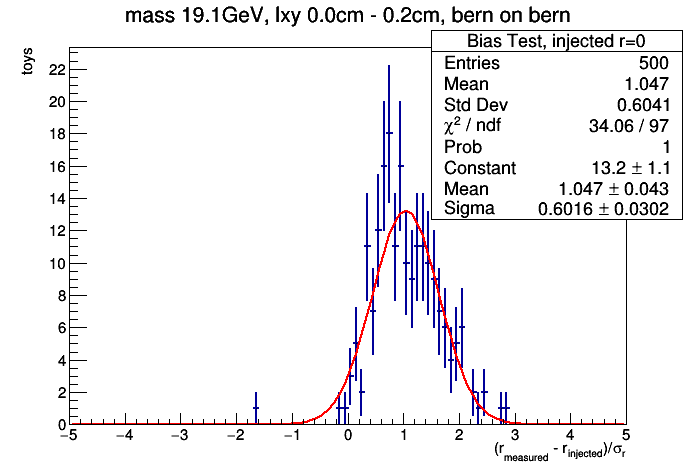 mass 19.1GeV, lxy 0.0cm - 0.2cm, bern on bern
toys
Bias Test, injected r=0
Entries 500
Mean 1.047
Std Dev 0.6041
χ² / ndf 34.06 / 97
Prob 1
Constant 13.2 ± 1.1
Mean 1.047 ± 0.043
Sigma 0.6016 ± 0.0302
22
20
18
16
14
12
10
8
6
4
2
0
−5 −4 −3 −2 −1 0 1 2 3 4 5
(r_measured - r_injected)/σ_r